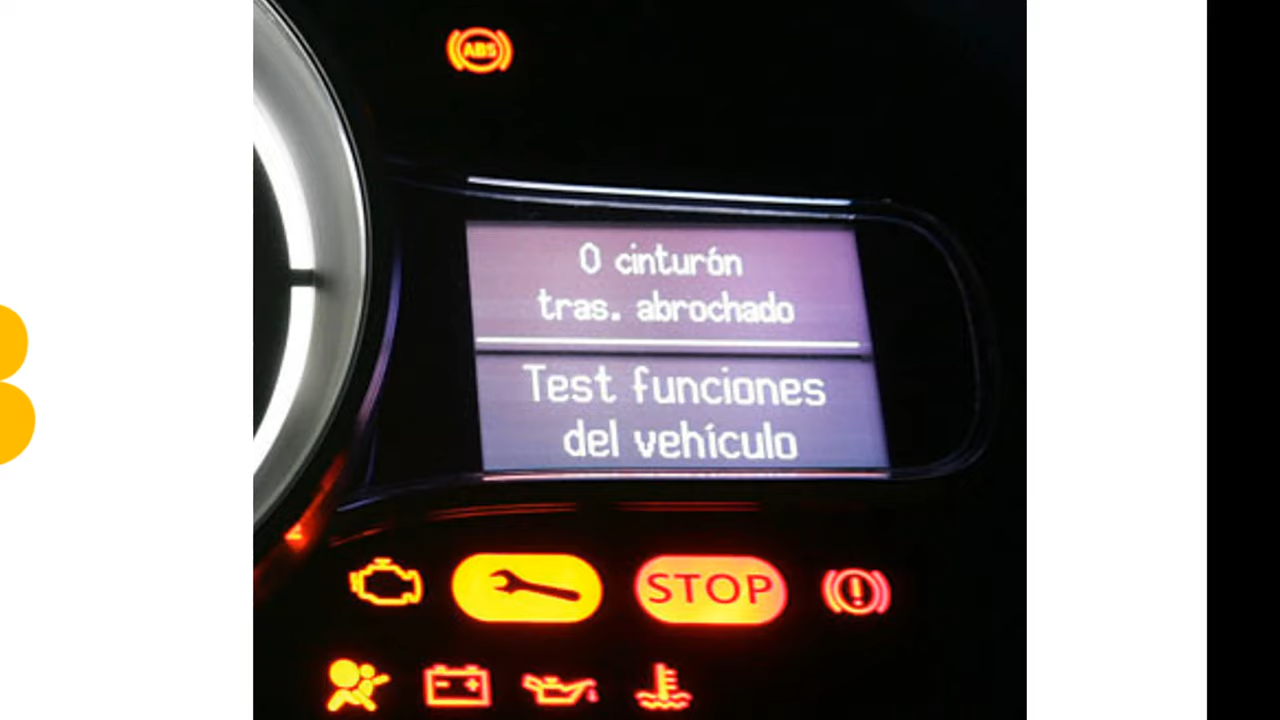 ABS
0 cinturón
tras. abrochado
Test funciones
del vehículo
STOP